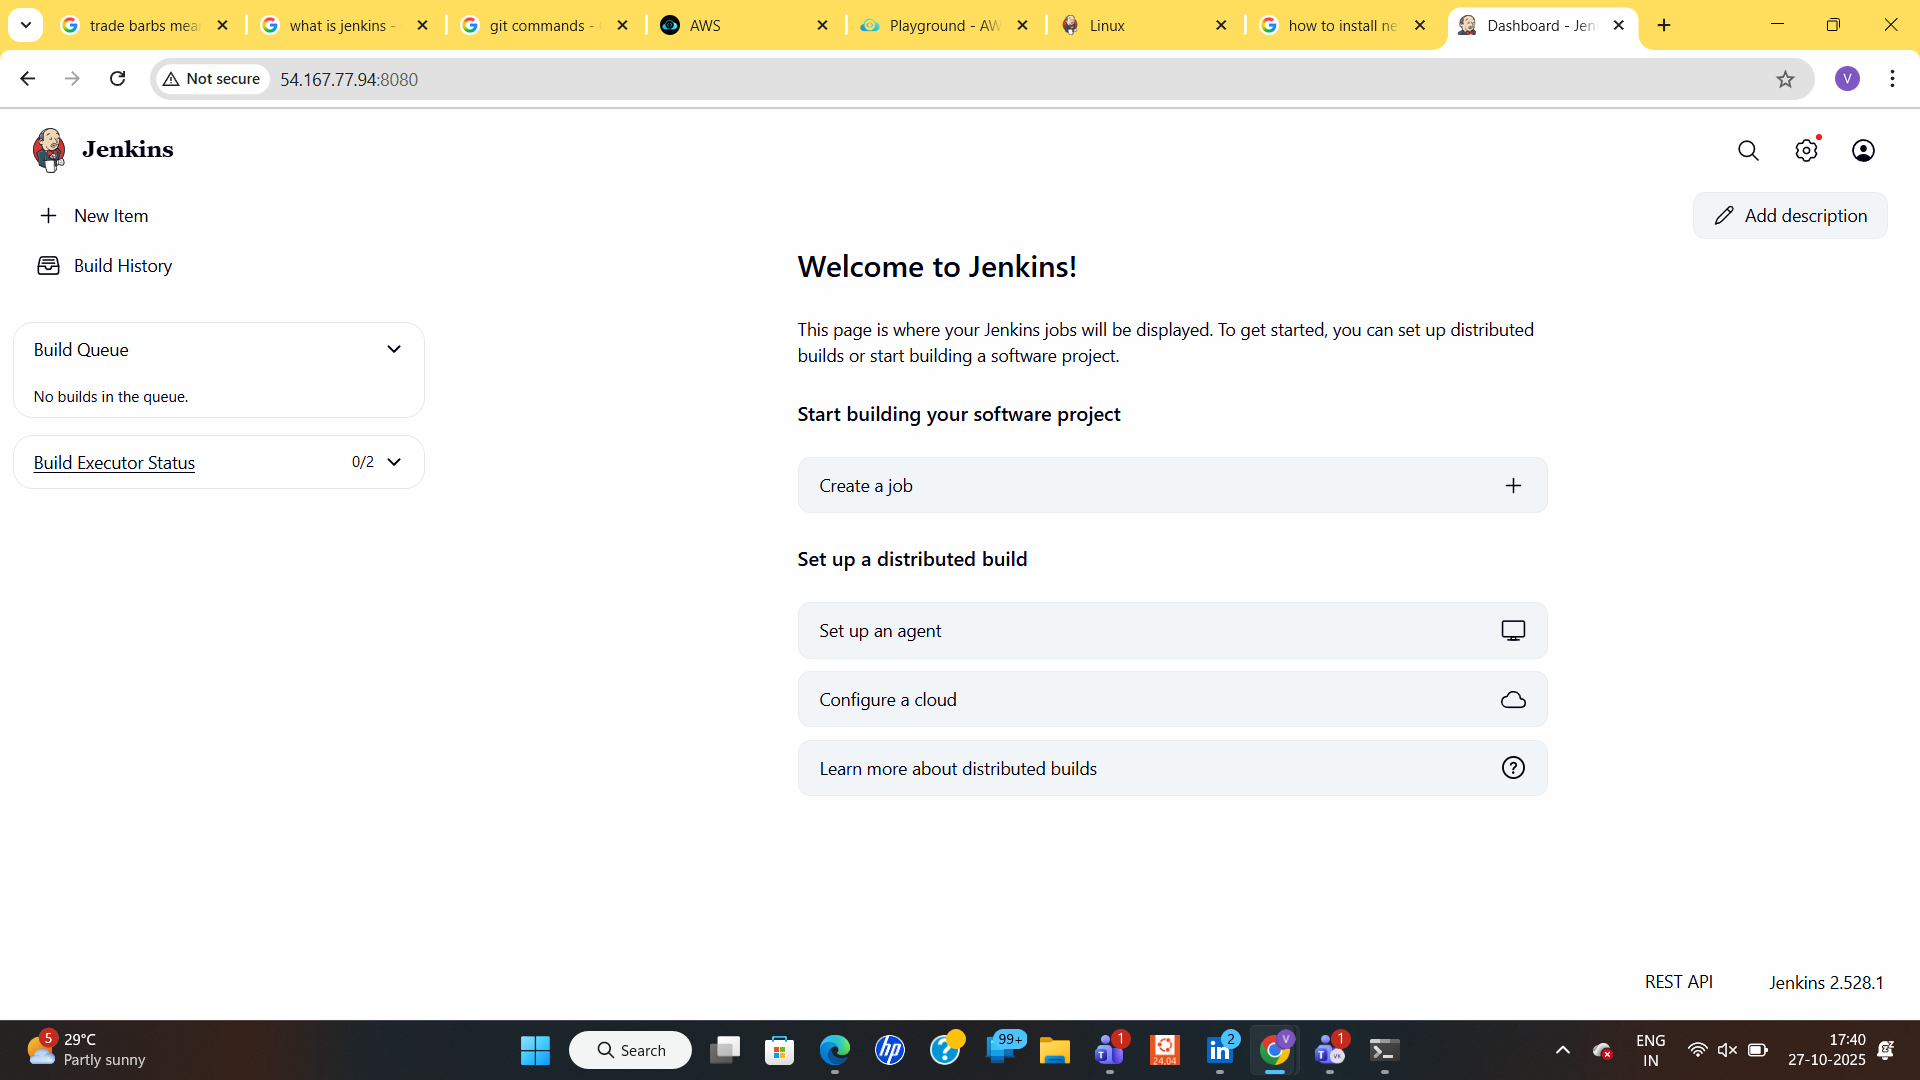 trade barbs mea
what is jenkins -
git commands -
AWS
Playground - AW
Linux
how to install ne
Dashboard - Jen
Not secure
54.167.77.94:8080
V
Jenkins
New Item
Add description
Build History
Welcome to Jenkins!
This page is where your Jenkins jobs will be displayed. To get started, you can set up distributed
builds or start building a software project.
Build Queue
No builds in the queue.
Start building your software project
Build Executor Status
0/2
Create a job
Set up a distributed build
Set up an agent
Configure a cloud
Learn more about distributed builds
REST API
Jenkins 2.528.1
5
29°C
Partly sunny
Search
99+
1
24.04
2
V
1
VK
ENG
IN
17:40
27-10-2025